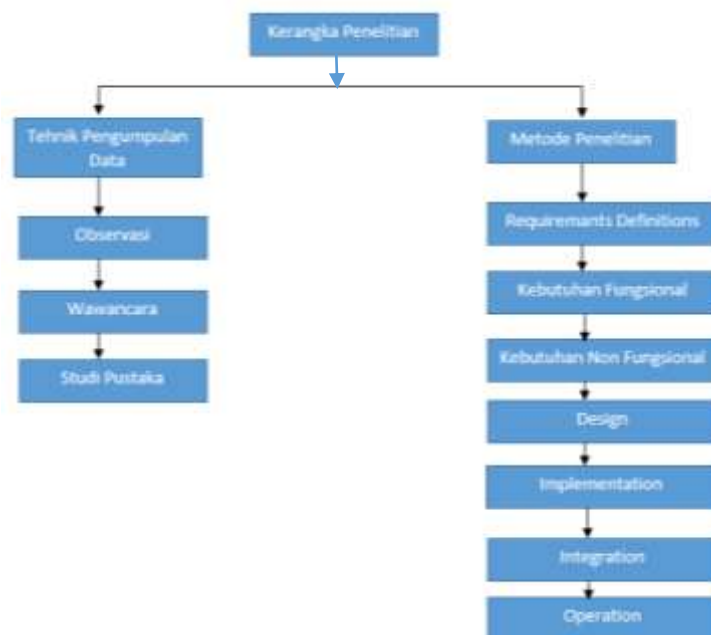 Kerangka Penelitian
Tehnik Pengumpulan
Data
Observasi
Wawancara
Studi Pustaka
Metode Penelitian
Requiremants Definitions
Kebutuhan Fungsional
Kebutuhan Non Fungsional
Design
Implementation
Integration
Operation